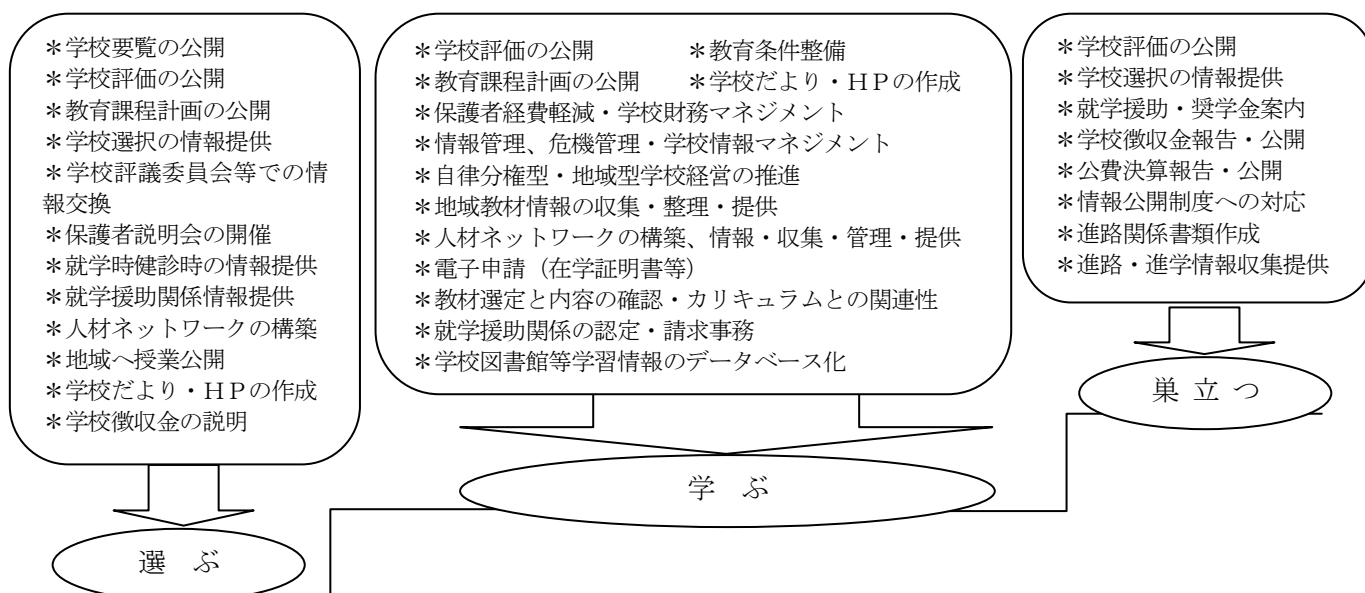 ＊学校要覧の公開
＊学校評価の公開
＊教育課程計画の公開
＊学校選択の情報提供
＊学校評議委員会等での情
報交換
＊保護者説明会の開催
＊就学時健診時の情報提供
＊就学援助関係情報提供
＊人材ネットワークの構築
＊地域へ授業公開
＊学校だより・ＨＰの作成
＊学校徴収金の説明
選　ぶ
＊学校評価の公開　　　＊教育条件整備
＊教育課程計画の公開　＊学校だより・ＨＰの作成
＊保護者経費軽減・学校財務マネジメント
＊情報管理、危機管理・学校情報マネジメント
＊自律分権型・地域型学校経営の推進
＊地域教材情報の収集・整理・提供
＊人材ネットワークの構築、情報・収集・管理・提供
＊電子申請（在学証明書等）
＊教材選定と内容の確認・カリキュラムとの関連性
＊就学援助関係の認定・請求事務
＊学校図書館等学習情報のデータベース化
学　ぶ
＊学校評価の公開
＊学校選択の情報提供
＊就学援助・奨学金案内
＊学校徴収金報告・公開
＊公費決算報告・公開
＊情報公開制度への対応
＊進路関係書類作成
＊進路・進学情報収集提供
巣 立 つ